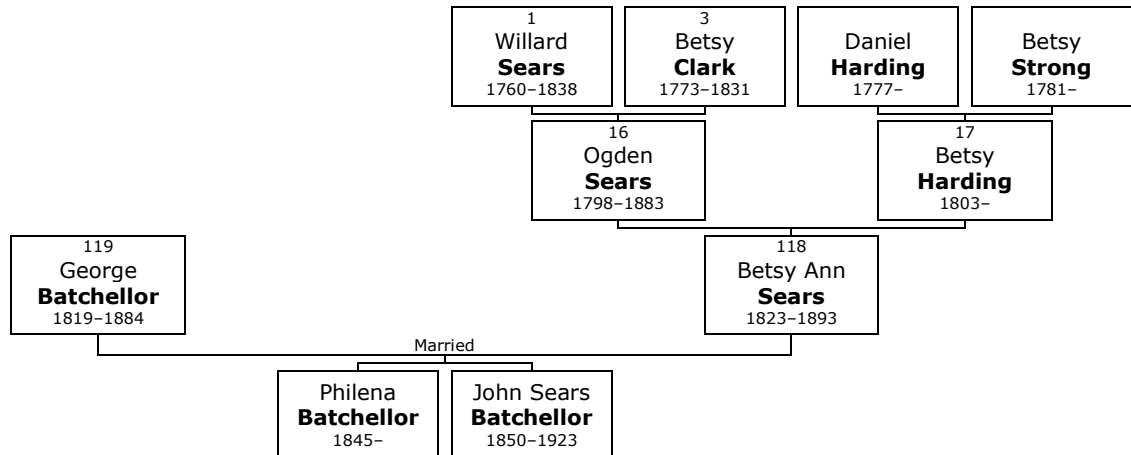 1
Willard
Sears
1760–1838
3
Betsy
Clark
1773–1831
Daniel
Harding
1777–
Betsy
Strong
1781–
16
Ogden
Sears
1798–1883
17
Betsy
Harding
1803–
119
George
Batchellor
1819–1884
118
Betsy Ann
Sears
1823–1893
Married
Philena
Batchellor
1845–
John Sears
Batchellor
1850–1923